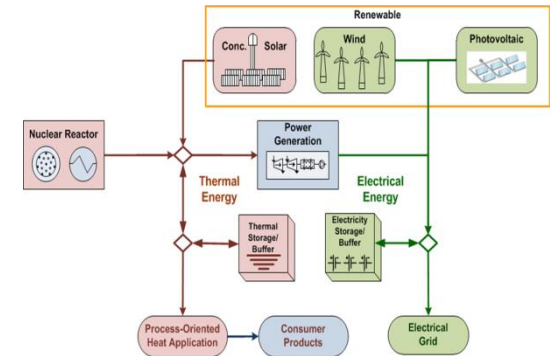 Renewable
Conc. Solar
Wind
Photovoltaic
Nuclear Reactor
Power
Generation
Thermal
Energy
Electrical
Energy
Thermal
Storage/
Buffer
Electricity
Storage/
Buffer
Process-Oriented
Heat Application
Consumer
Products
Electrical
Grid